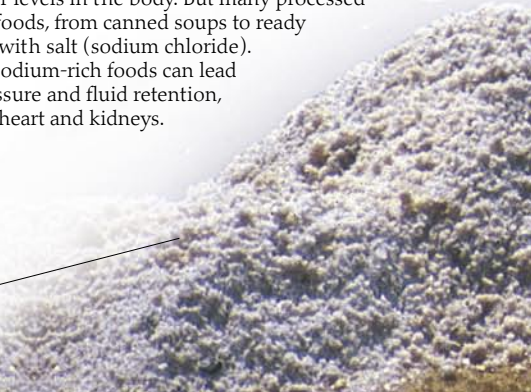 levels in the body. But many processed
foods, from canned soups to ready
with salt (sodium chloride).
odium-rich foods can lead
ssure and fluid retention,
heart and kidneys.